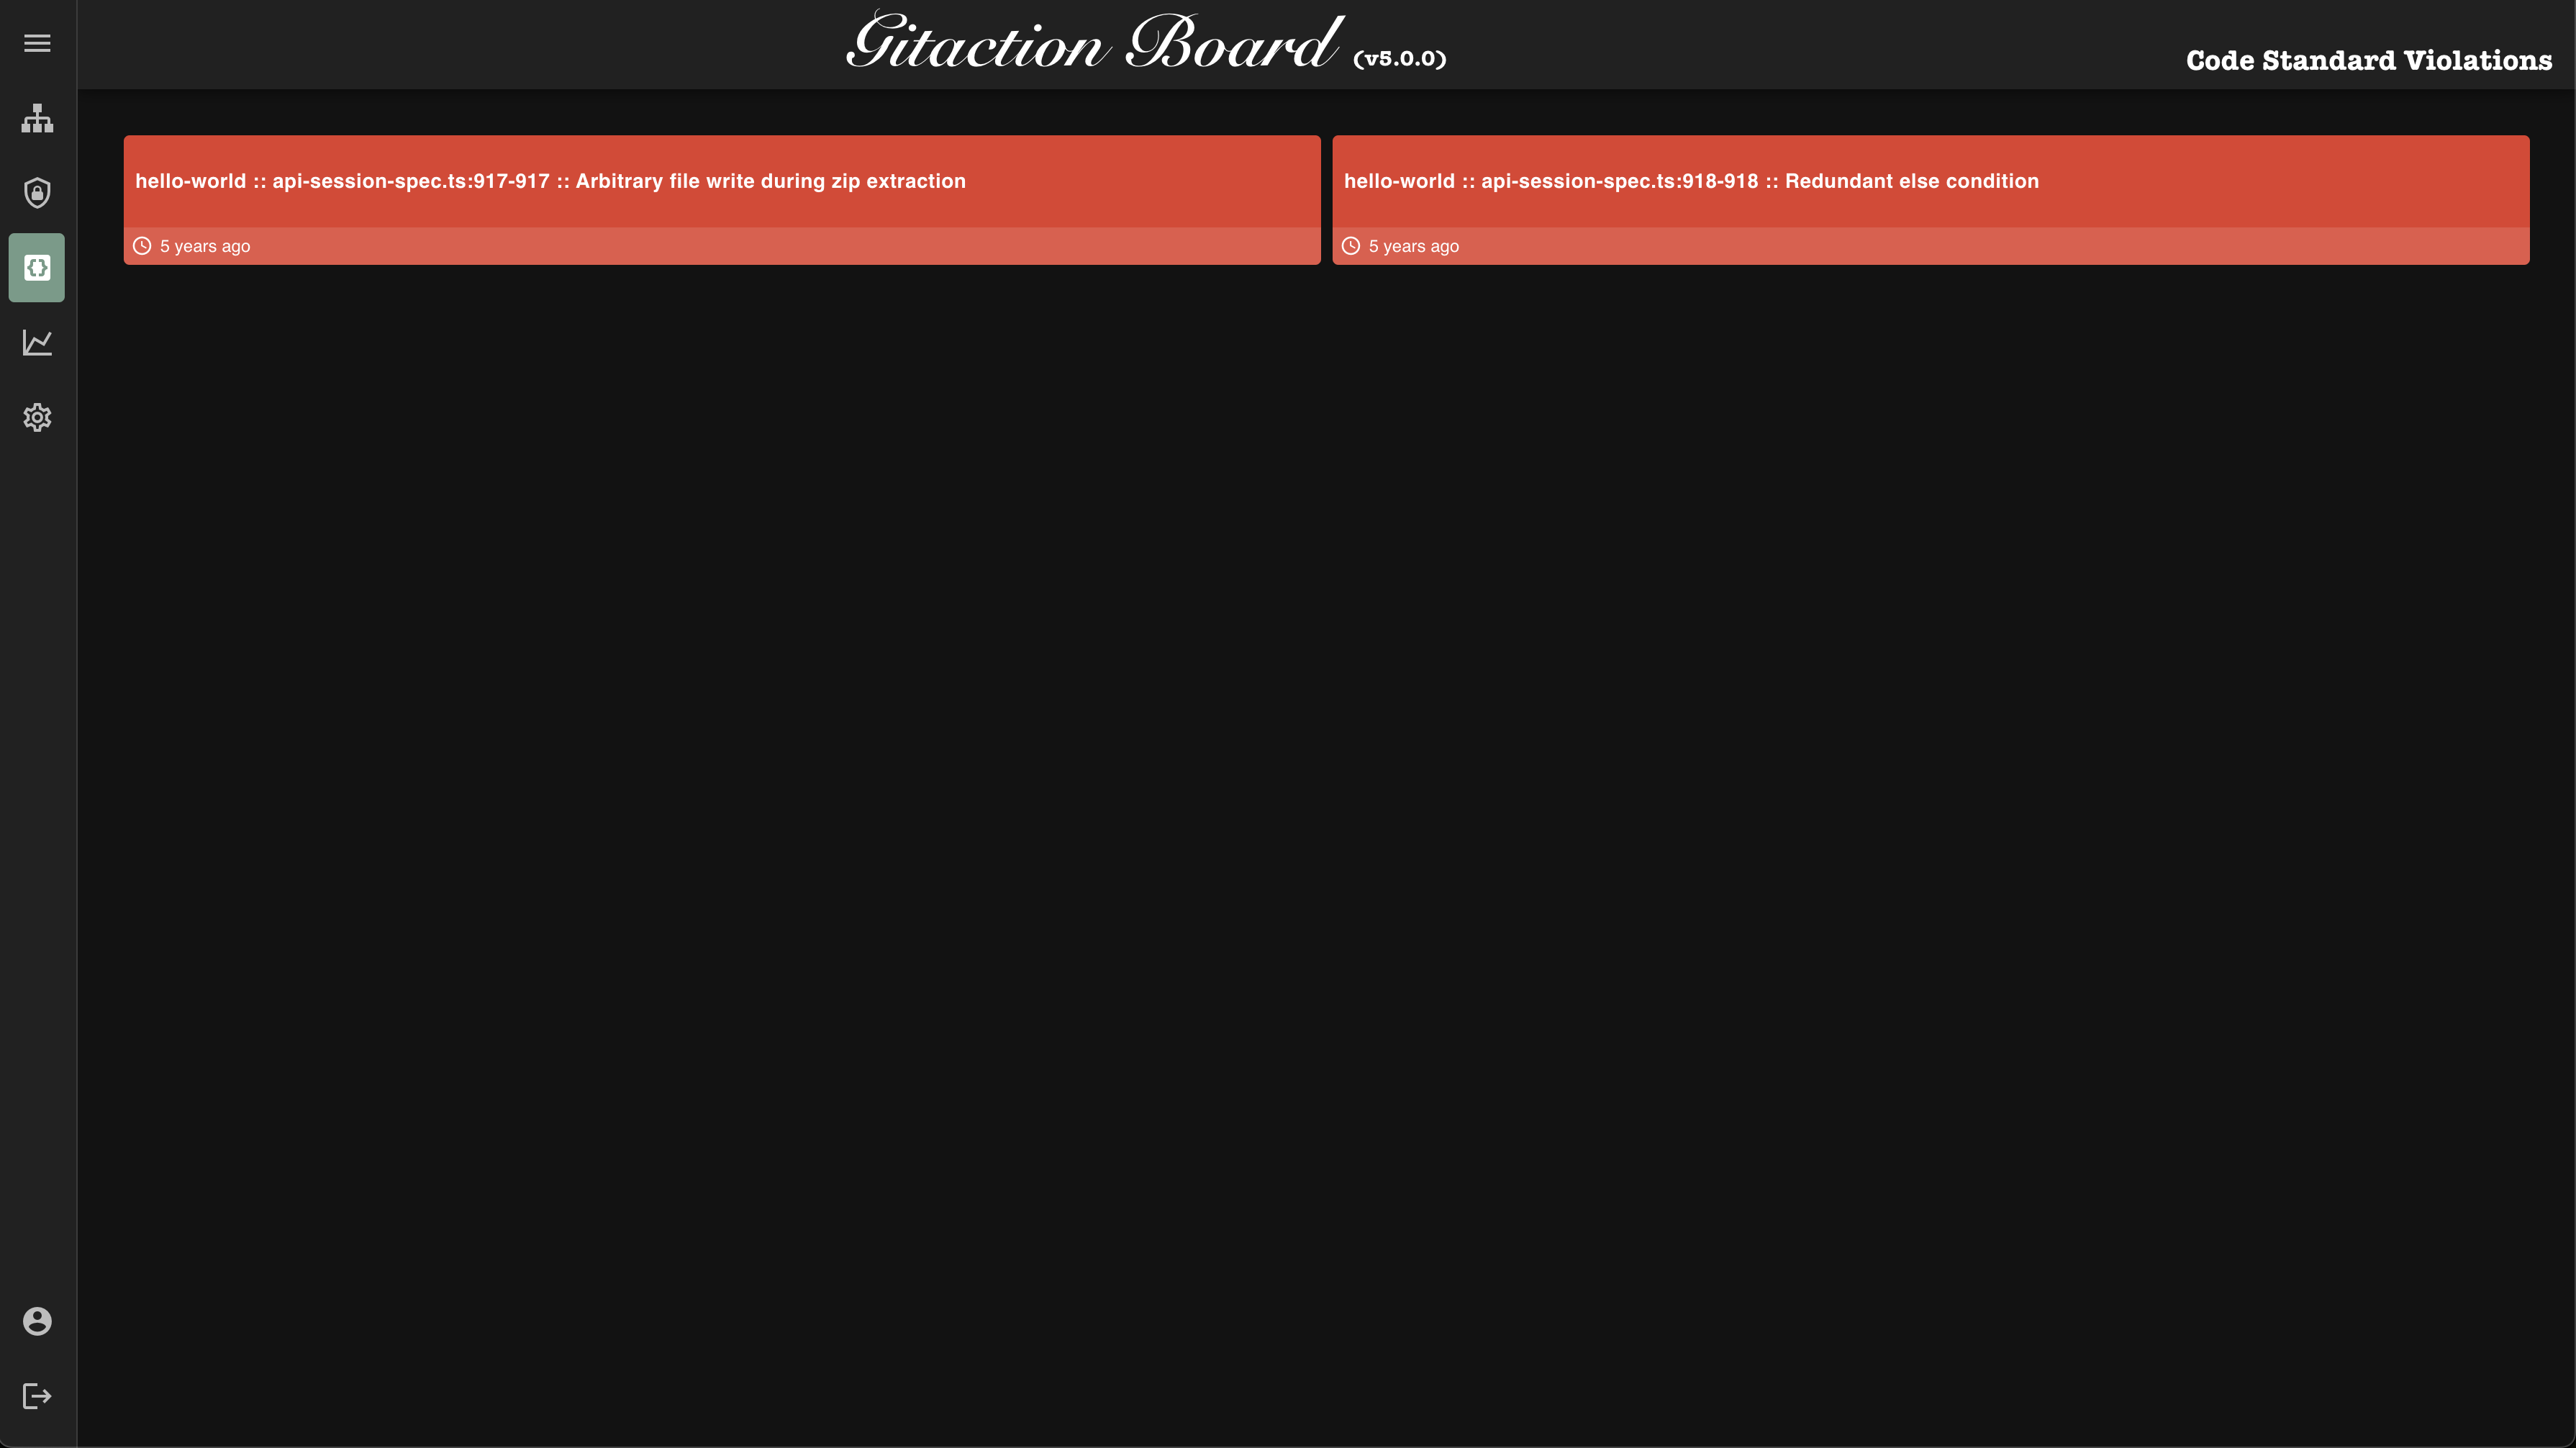 Gitaction Board (v5.0.0)
Code Standard Violations
hello-world :: api-session-spec.ts:917-917 :: Arbitrary file write during zip extraction
5 years ago
hello-world :: api-session-spec.ts:918-918 :: Redundant else condition
5 years ago